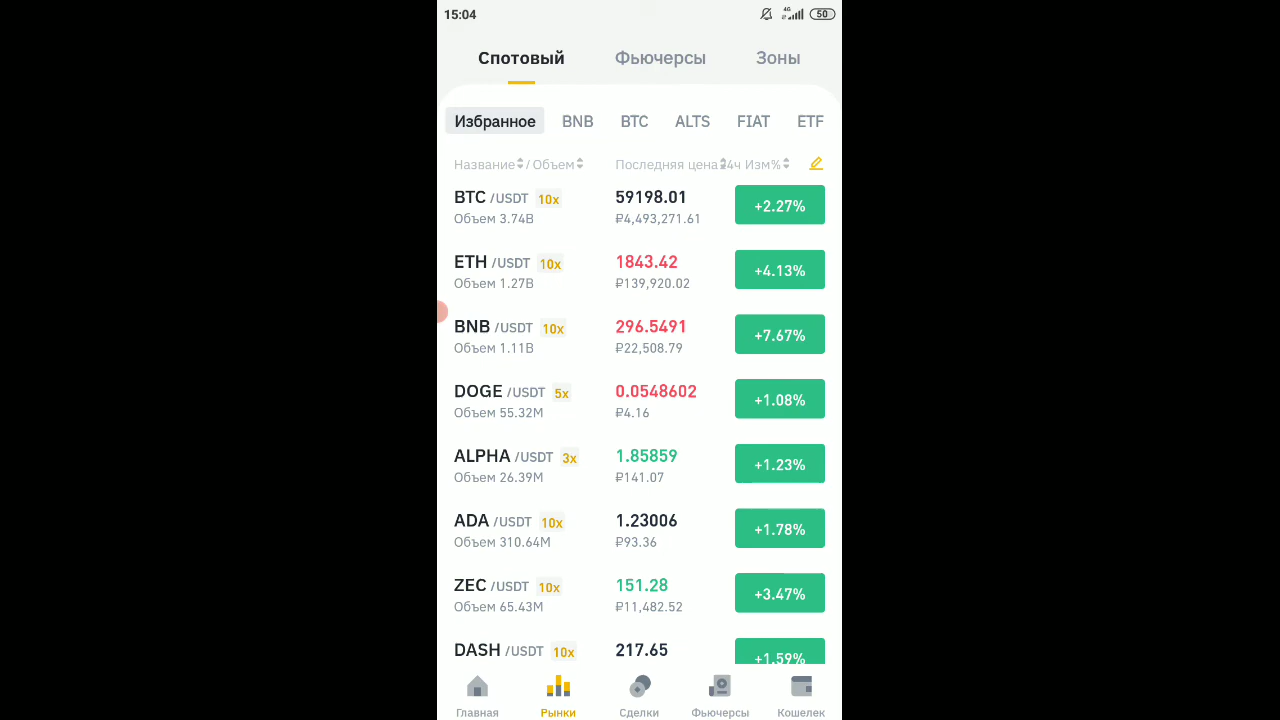 15:04 4G 50
Спотовый Фьючерсы Зоны
Избранное BNB BTC ALTS FIAT ETF
Название / Объем Последняя цена 24ч Изм%
BTC /USDT 10x 59198.01 +2.27%
Объем 3.74B ₽4,493,271.61
ETH /USDT 10x 1843.42 +4.13%
Объем 1.27B ₽139,920.02
BNB /USDT 10x 296.5491 +7.67%
Объем 1.11B ₽22,508.79
DOGE /USDT 5x 0.0548602 +1.08%
Объем 55.32M ₽4.16
ALPHA /USDT 3x 1.85859 +1.23%
Объем 26.39M ₽141.07
ADA /USDT 10x 1.23006 +1.78%
Объем 310.64M ₽93.36
ZEC /USDT 10x 151.28 +3.47%
Объем 65.43M ₽11,482.52
DASH /USDT 10x 217.65 +1.59%
Главная Рынки Сделки Фьючерсы Кошелек